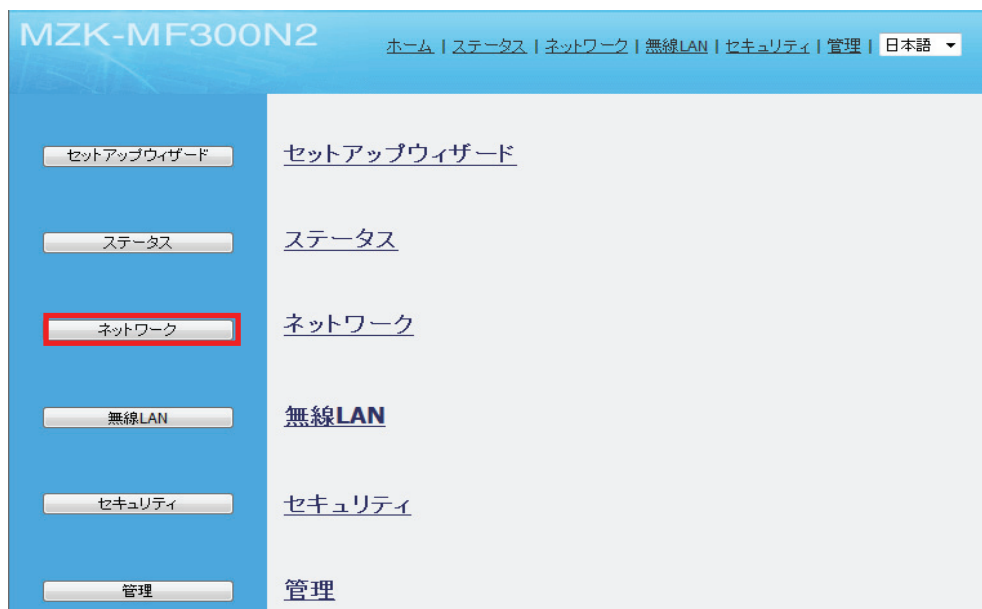 MZK-MF300N2
ホーム | ステータス | ネットワーク | 無線LAN | セキュリティ | 管理 | 日本語
セットアップウィザード セットアップウィザード
ステータス ステータス
ネットワーク ネットワーク
無線LAN 無線LAN
セキュリティ セキュリティ
管理 管理